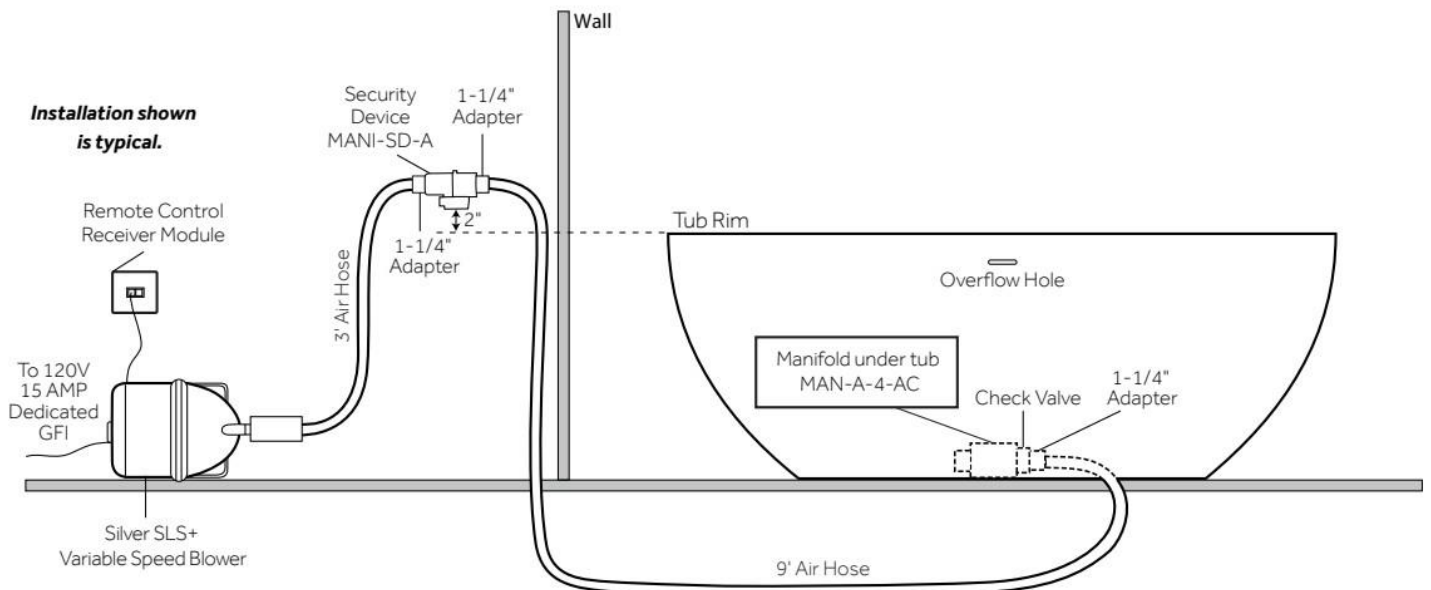 Wall
Installation shown
is typical.
Security
Device
MANI-SD-A
1-1/4"
Adapter
Remote Control
Receiver Module
2"
1-1/4"
Adapter
3' Air Hose
Tub Rim
Overflow Hole
To 120V
15 AMP
Dedicated
GFI
Manifold under tub
MAN-A-4-AC
Check Valve
1-1/4"
Adapter
Silver SLS+
Variable Speed Blower
9' Air Hose